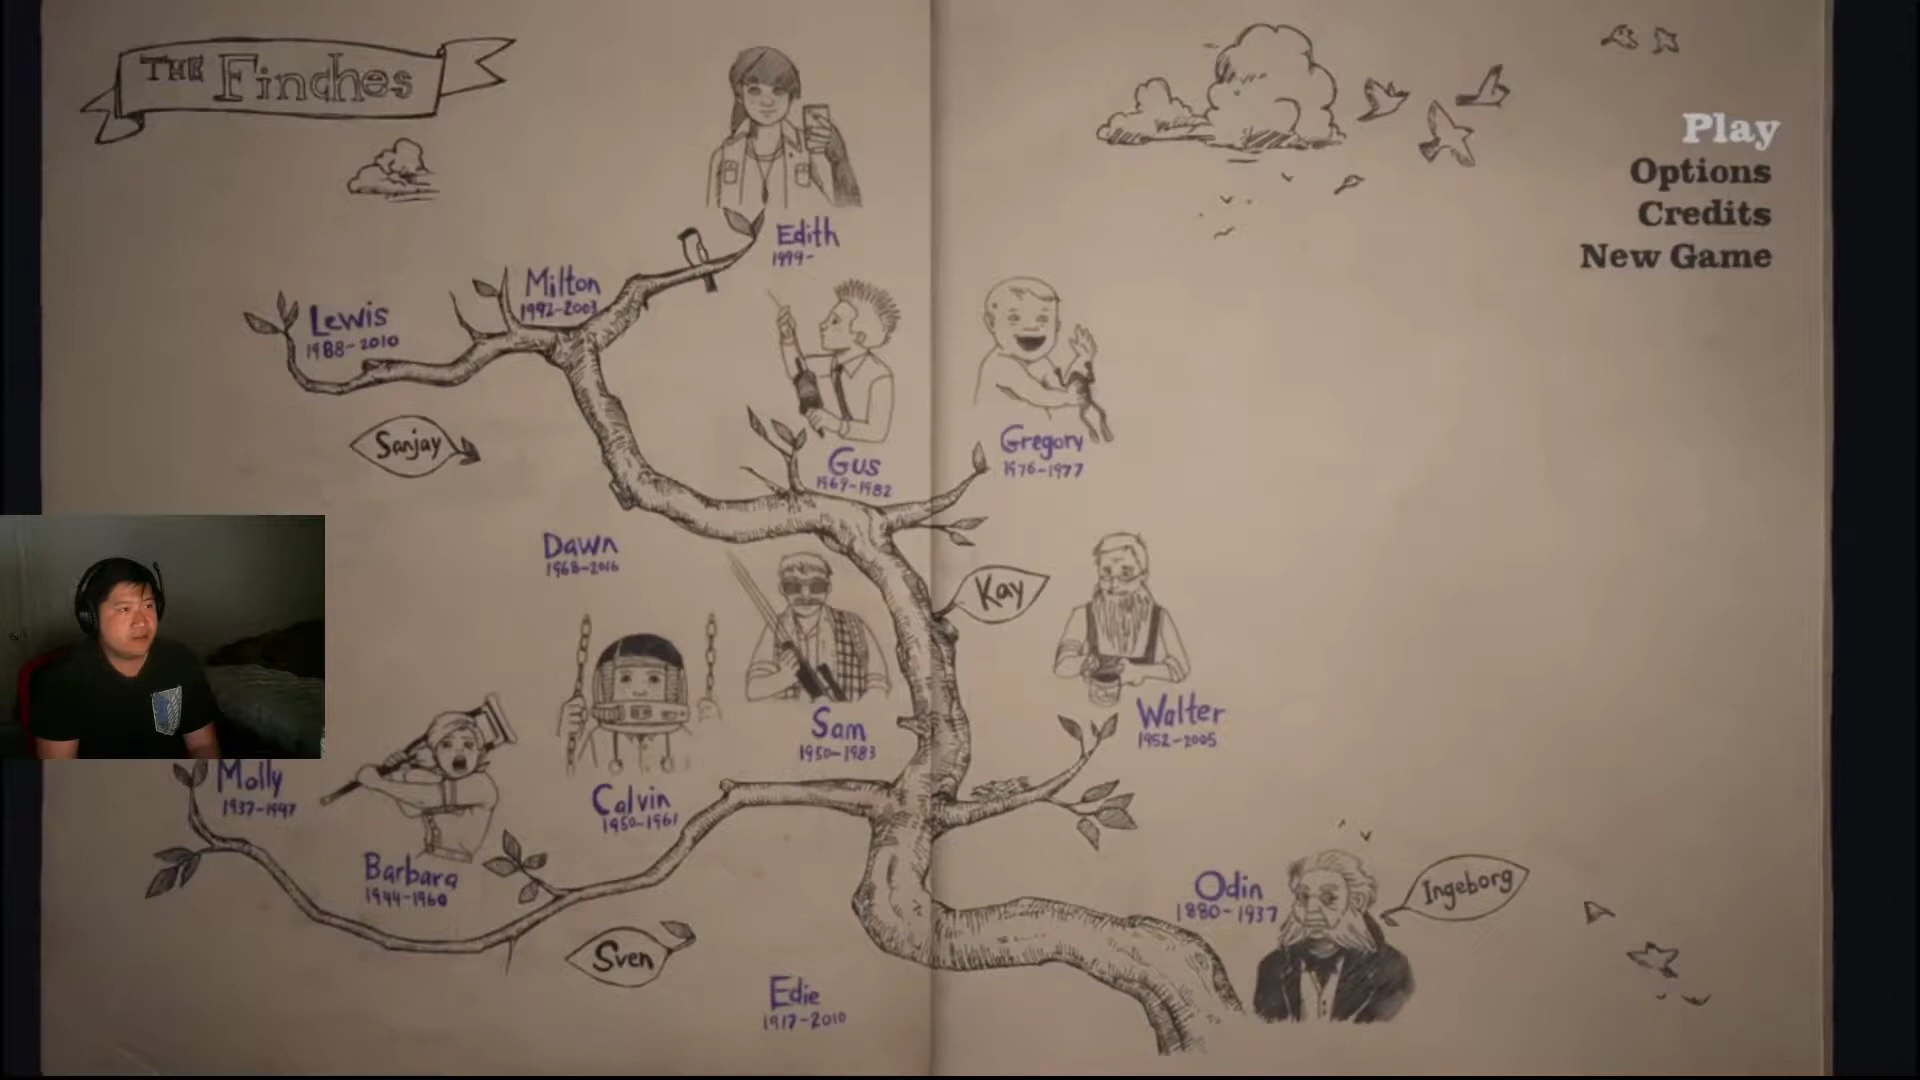 THE Finches
Play
Options
Credits
New Game
Edith
1999-
Milton
1992-2003
Lewis
1988-2010
Sanjay
Gus
1969-1982
Gregory
1976-1977
Dawn
1968-2016
Kay
Sam
1950-1983
Walter
1952-2005
Calvin
1950-1961
Molly
1937-1947
Barbara
1944-1960
Sven
Odin
1880-1937
Ingeborg
Edie
1917-2010